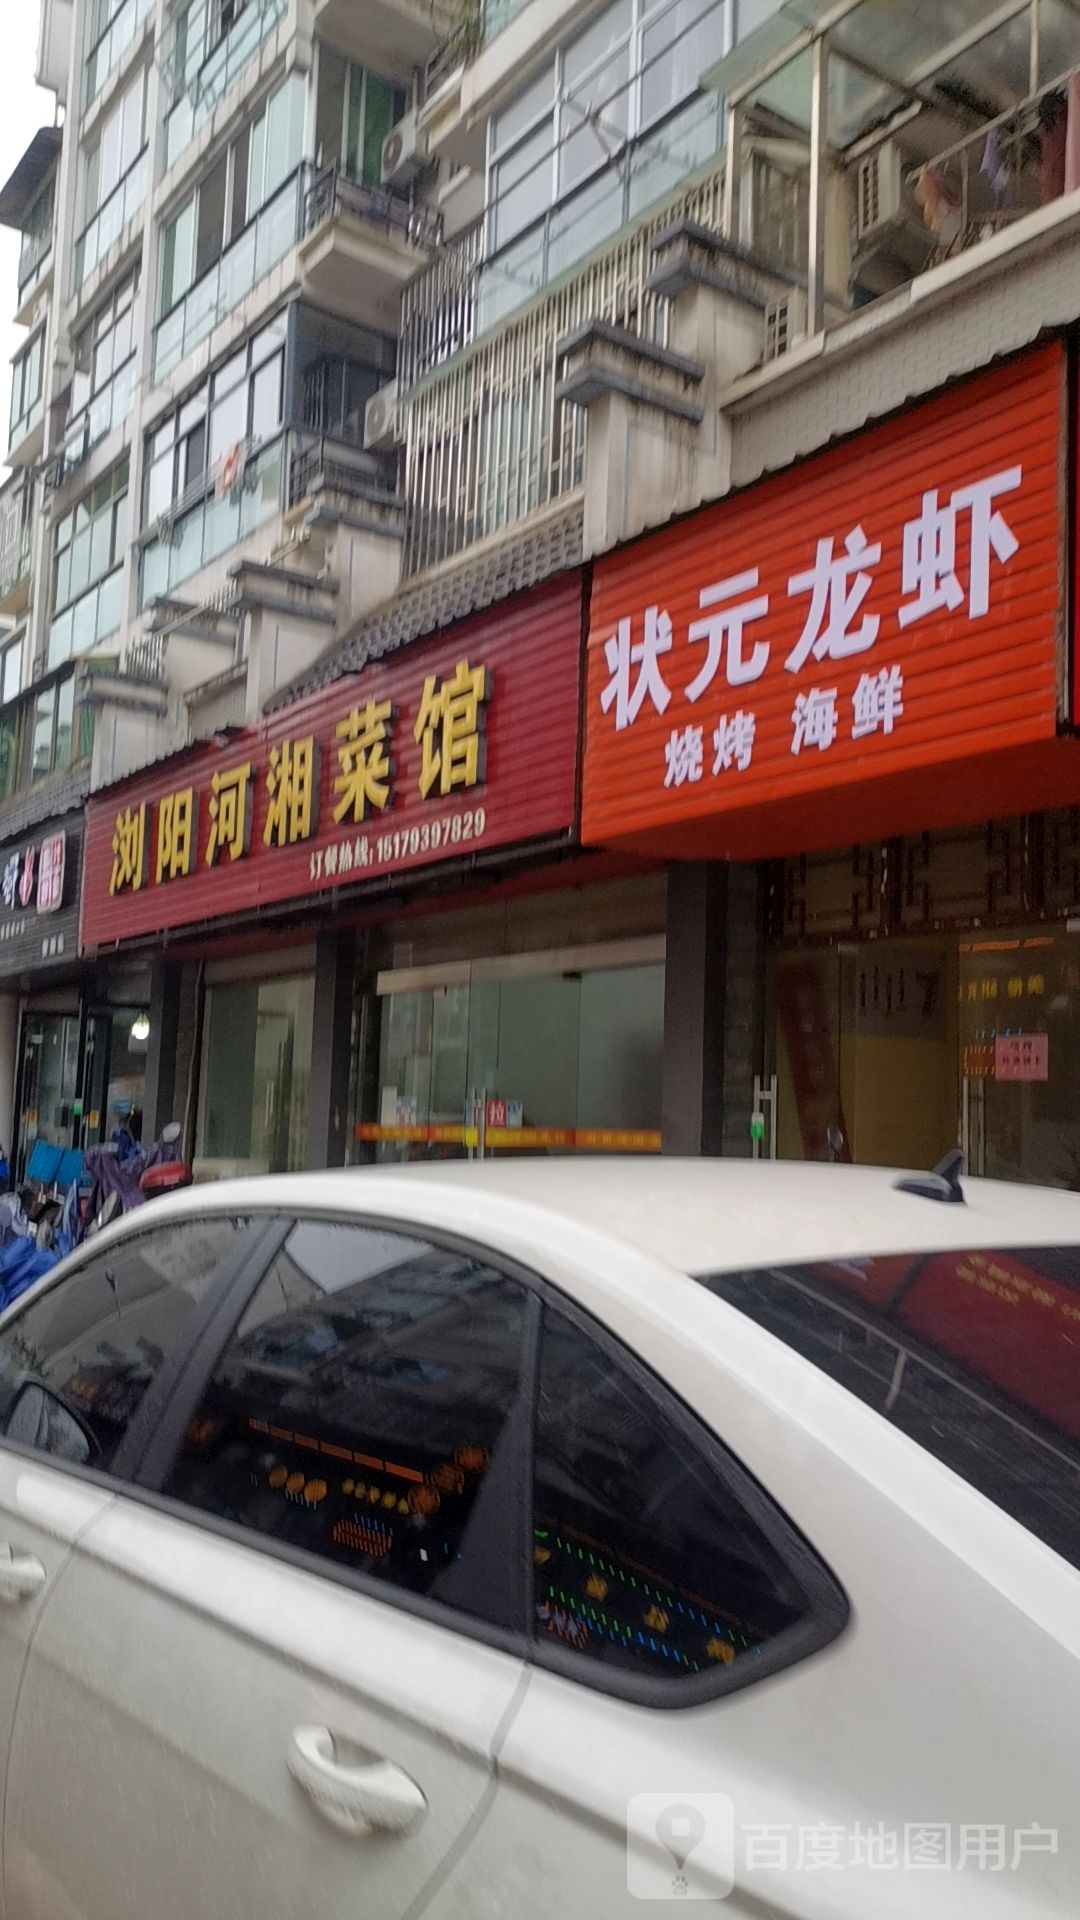 状元龙虾
烧烤 海鲜
浏阳河湘菜馆
订餐热线:15179397829
拉
百度地图用户